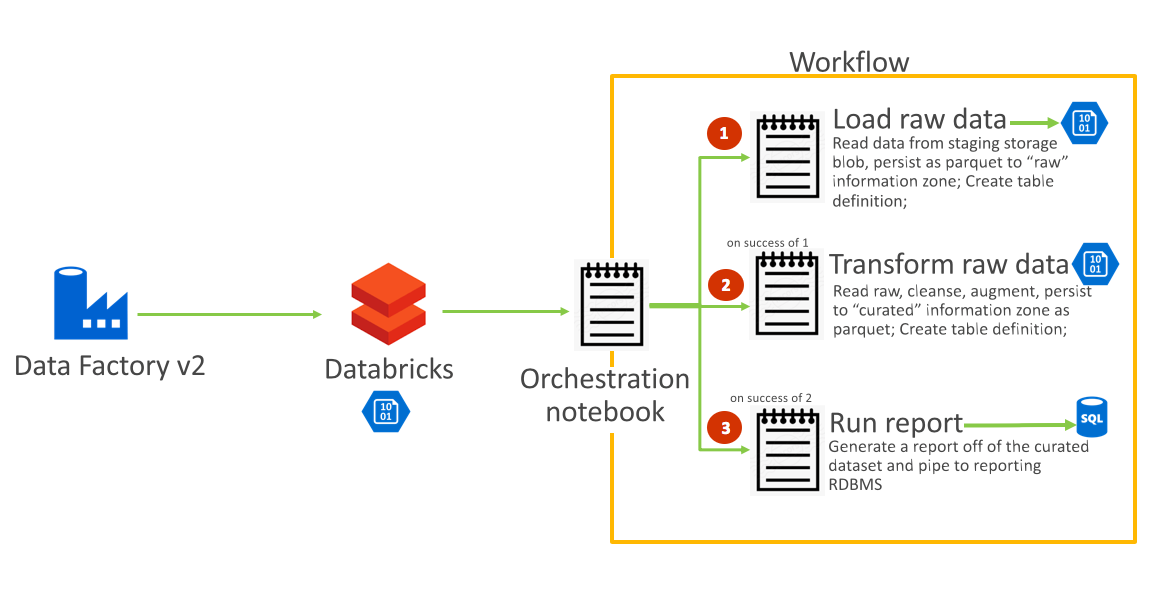 Workflow
1
Load raw data
10
01
Read data from staging storage
blob, persist as parquet to “raw”
information zone; Create table
definition;
on success of 1
2
Transform raw data
10
01
Read raw, cleanse, augment, persist
to “curated” information zone as
parquet; Create table definition;
Data Factory v2
Databricks
10
01
Orchestration
notebook
on success of 2
3
Run report
SQL
Generate a report off of the curated
dataset and pipe to reporting
RDBMS